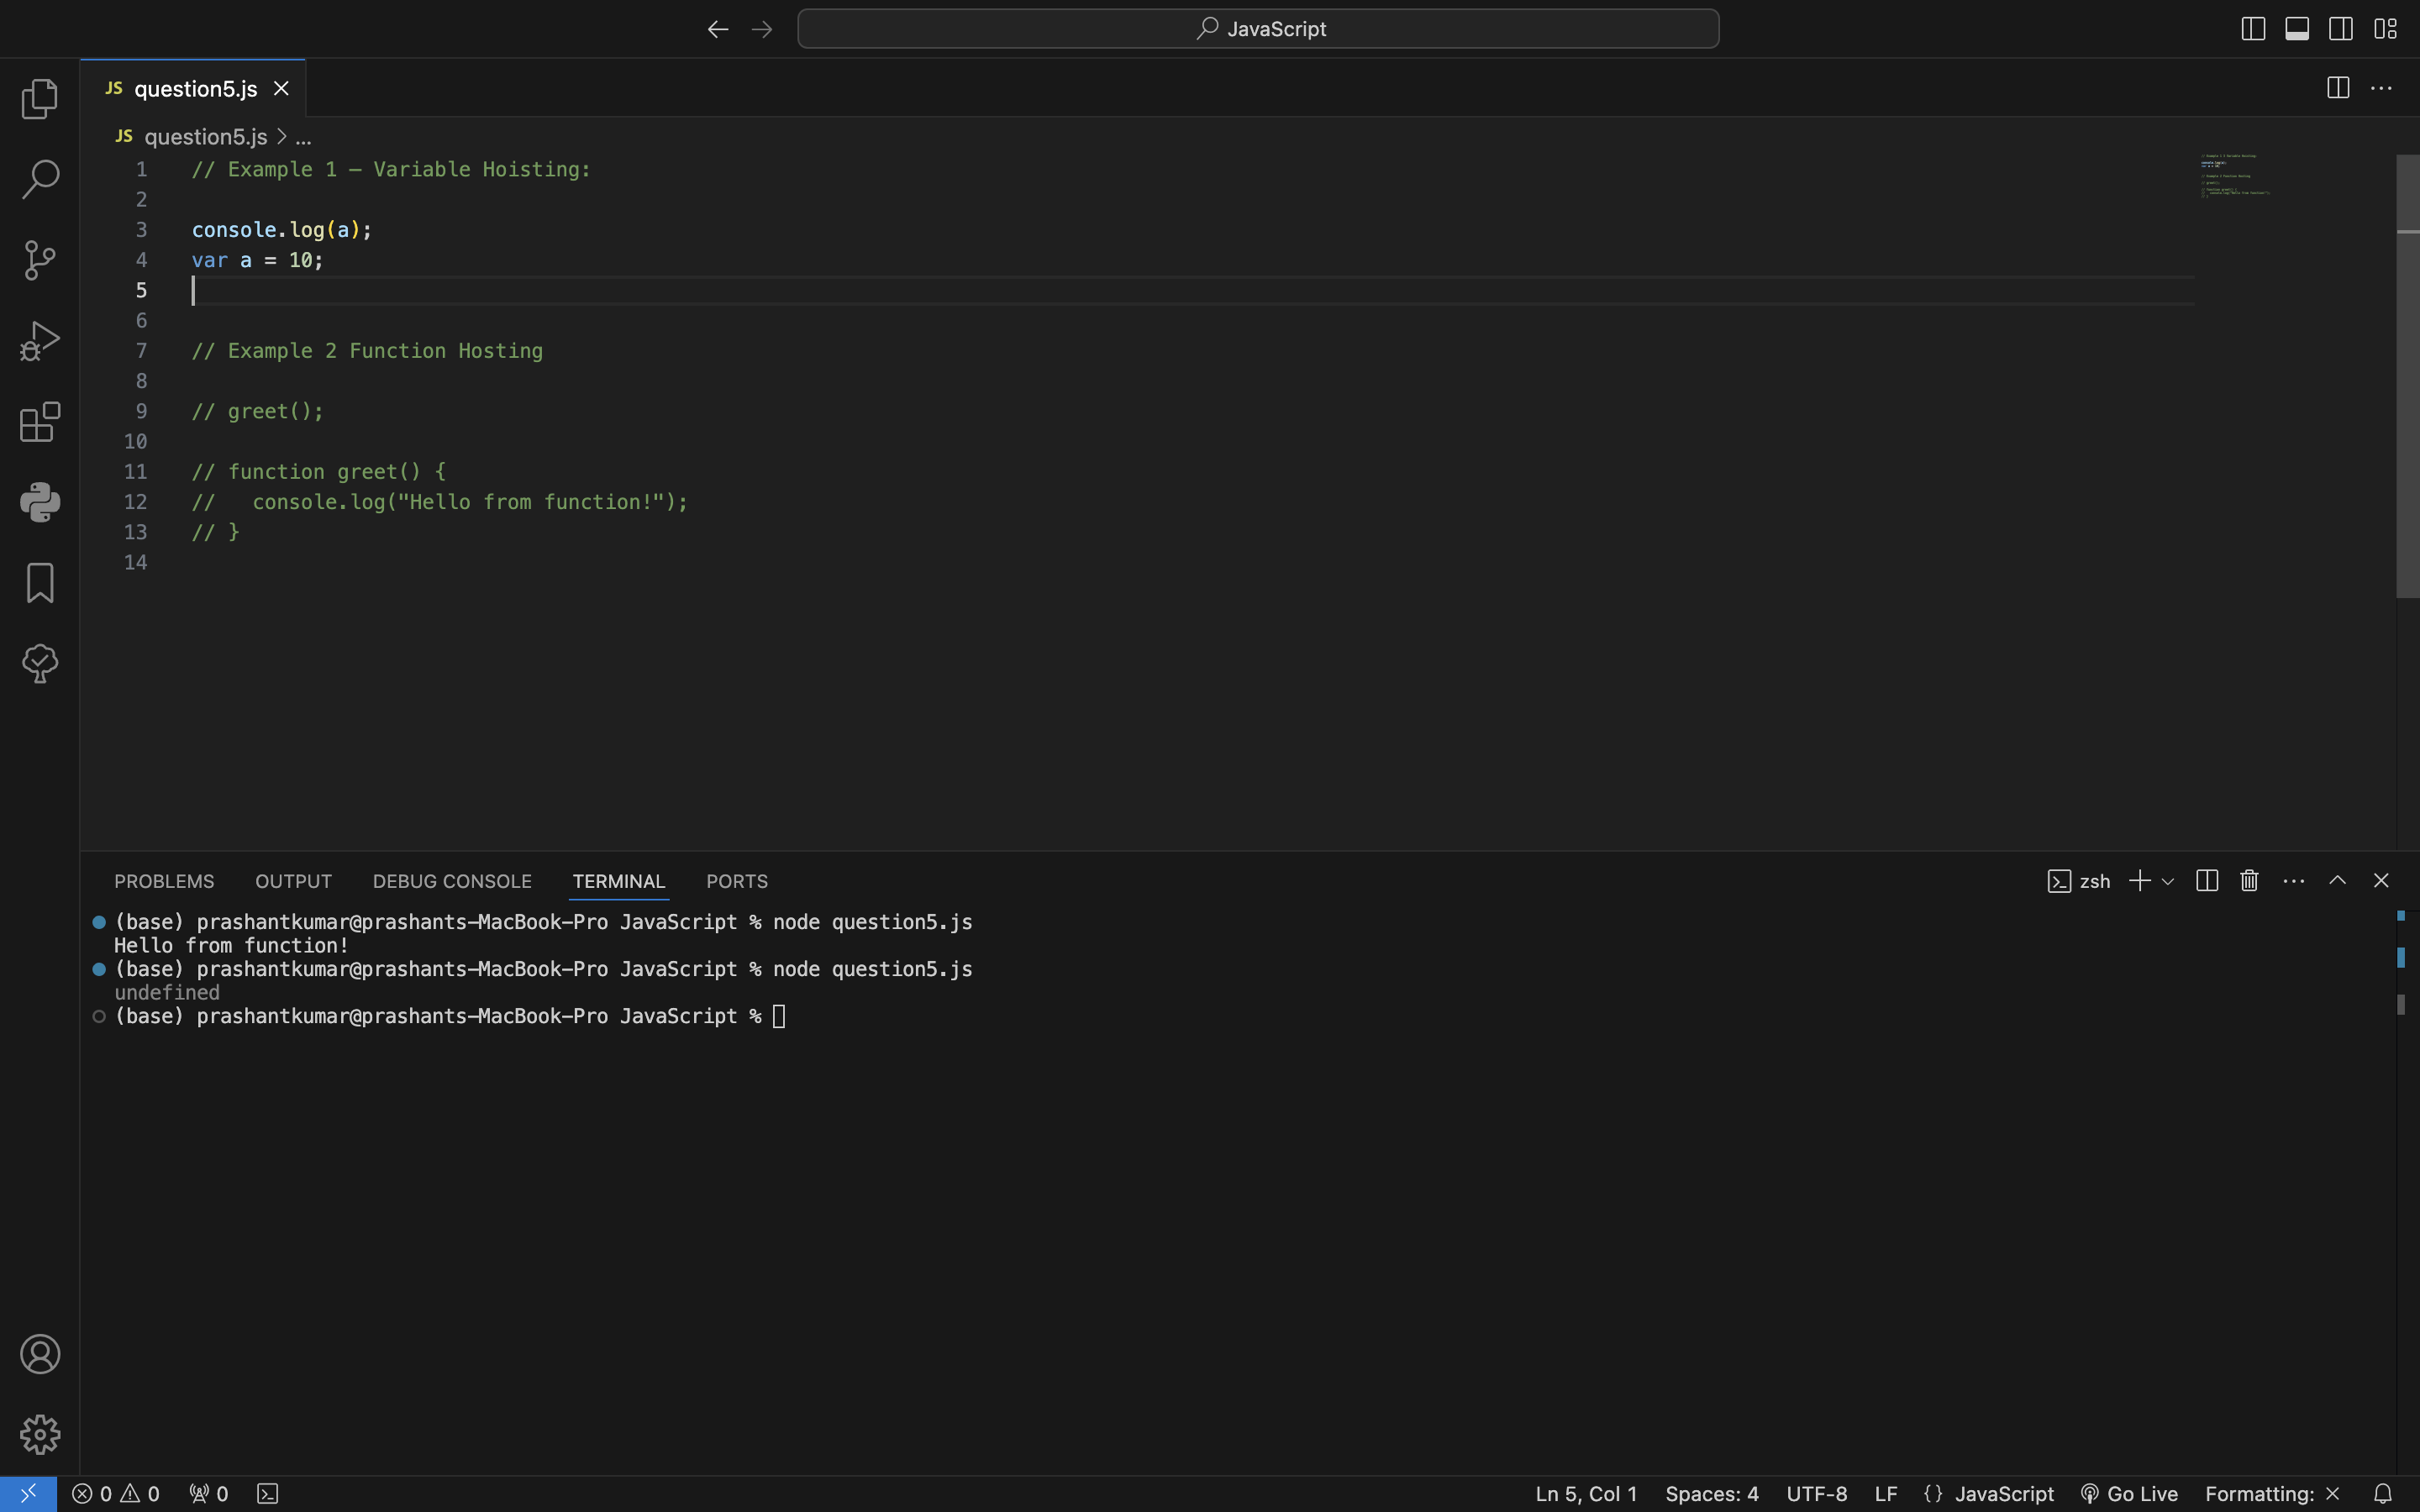 JavaScript
JS question5.js
JS question5.js > ...
1 // Example 1 – Variable Hoisting:
2
3 console.log(a);
4 var a = 10;
5
6
7 // Example 2 Function Hosting
8
9 // greet();
10
11 // function greet() {
12 //   console.log("Hello from function!");
13 // }
14
PROBLEMS OUTPUT DEBUG CONSOLE TERMINAL PORTS zsh
(base) prashantkumar@prashants-MacBook-Pro JavaScript % node question5.js
Hello from function!
(base) prashantkumar@prashants-MacBook-Pro JavaScript % node question5.js
undefined
(base) prashantkumar@prashants-MacBook-Pro JavaScript %
0 0 0 Ln 5, Col 1 Spaces: 4 UTF-8 LF {} JavaScript Go Live Formatting: ×